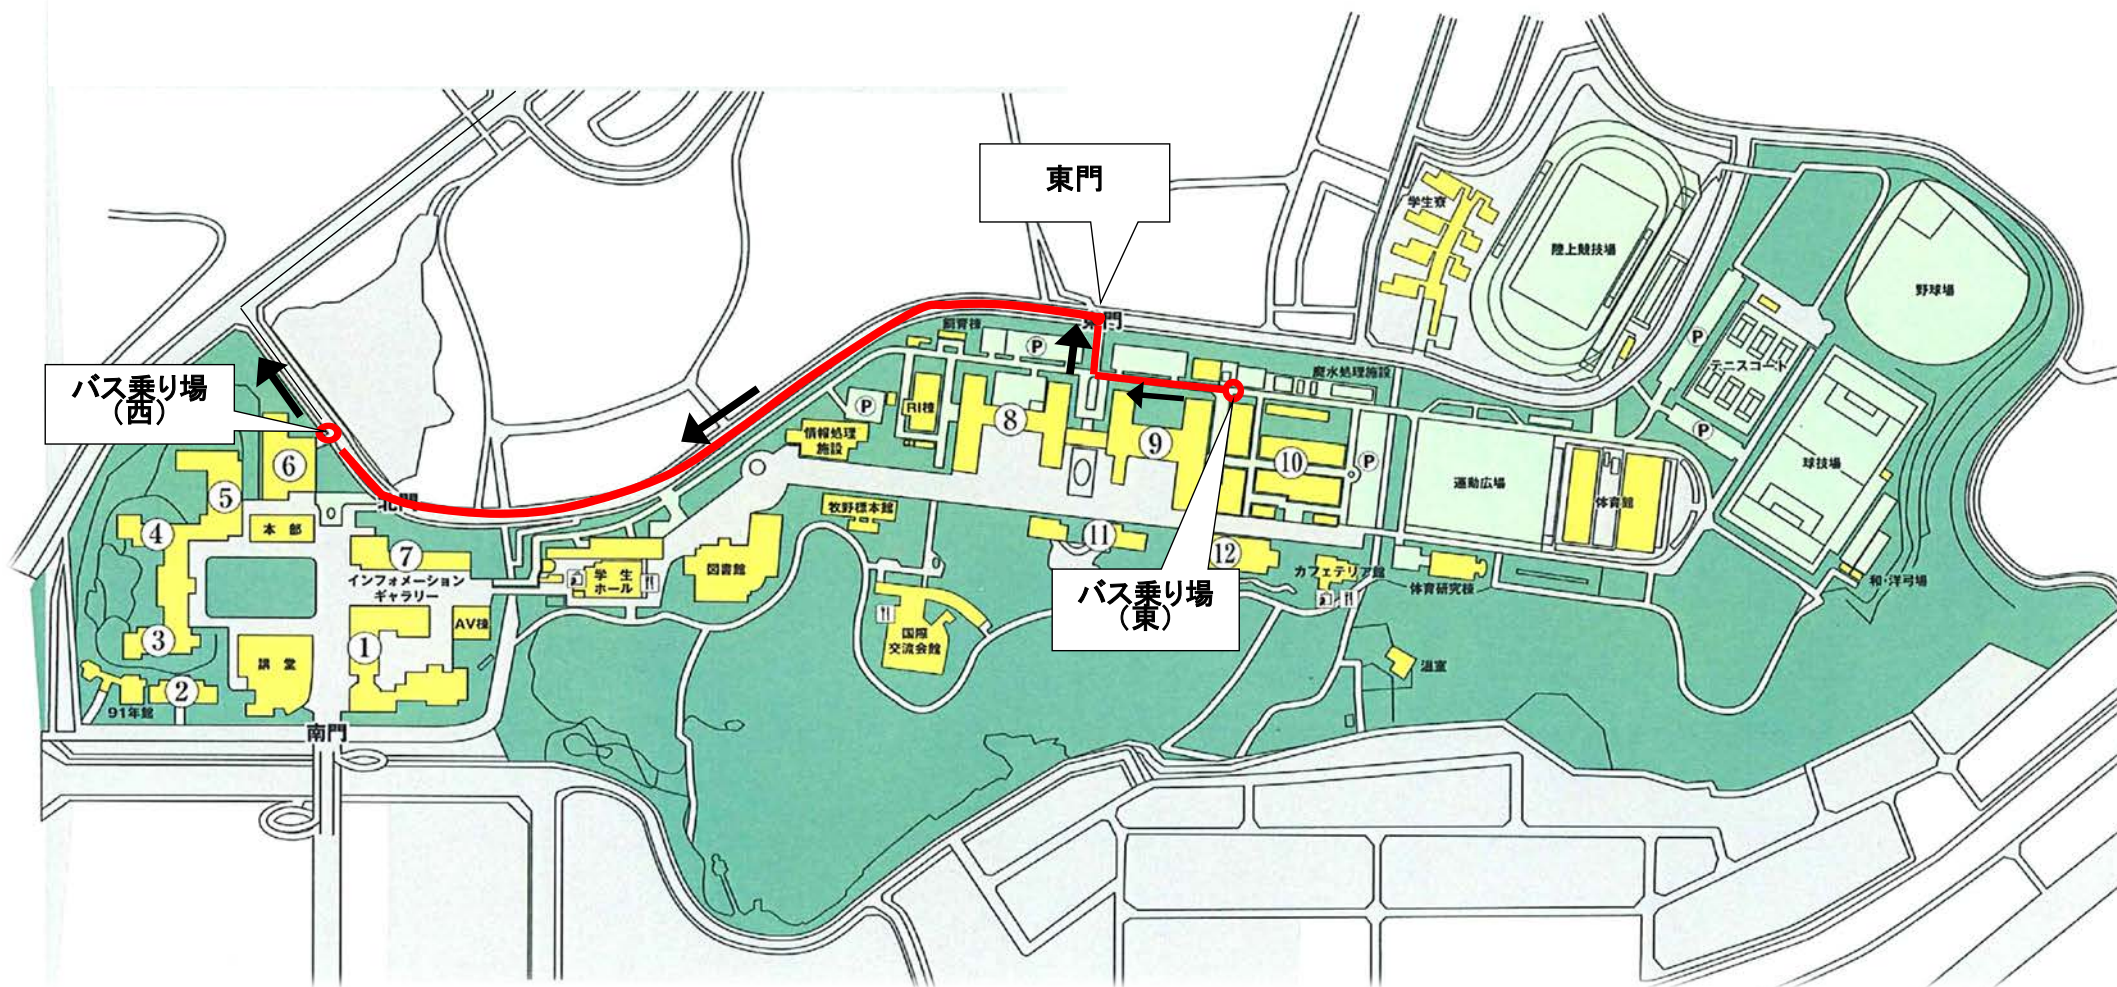 東門
学生寮
陸上競技場
野球場
飼育棟
東門
P
P
テニスコート
廃水処理施設
バス乗り場
(西)
P
RI棟
8
9
情報処理
施設
10
P
P
球技場
6
5
運動広場
体育館
北門
牧野標本館
4
本 部
7
11
12
図書館
インフォメーション
ギャラリー
学 生
ホール
カフェテリア館
体育研究棟
和・洋弓場
バス乗り場
(東)
AV棟
3
1
国際
交流会館
講 堂
温室
2
91年館
南門